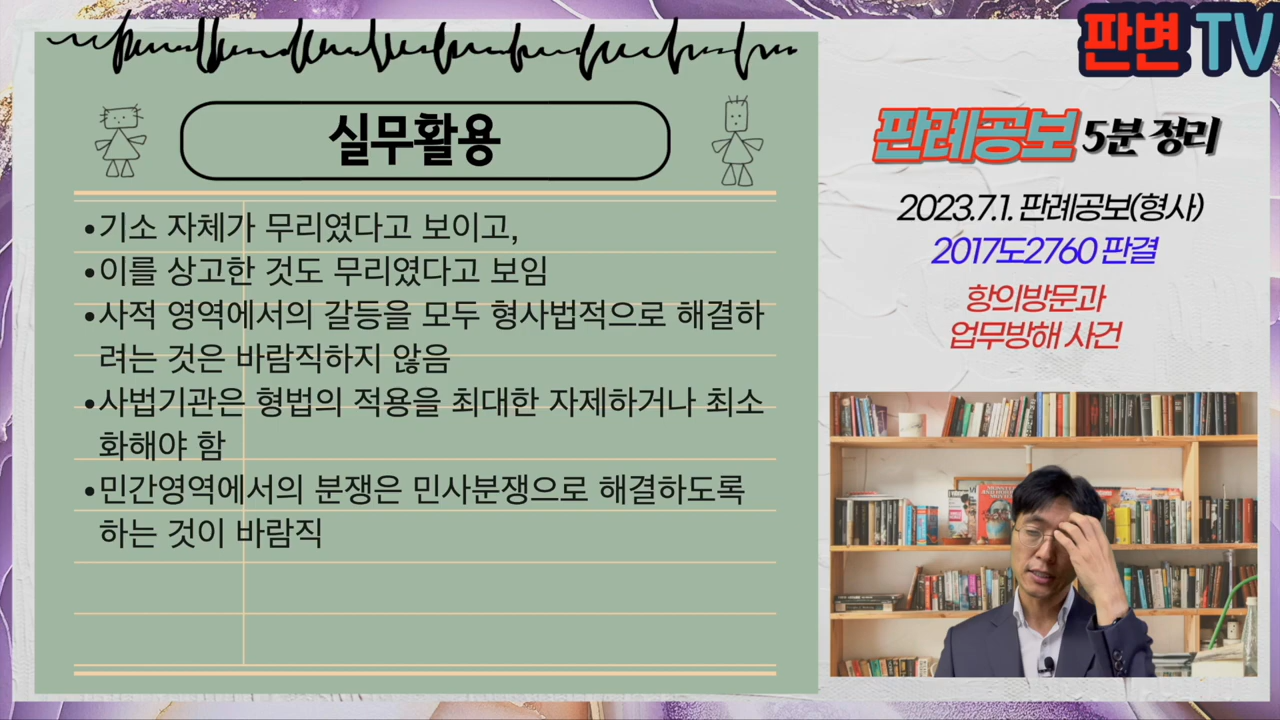 판변 TV
실무활용
•기소 자체가 무리였다고 보이고,
•이를 상고한 것도 무리였다고 보임
•사적 영역에서의 갈등을 모두 형사법적으로 해결하
려는 것은 바람직하지 않음
•사법기관은 형법의 적용을 최대한 자제하거나 최소
화해야 함
•민간영역에서의 분쟁은 민사분쟁으로 해결하도록
하는 것이 바람직
판례공보 5분 정리
2023.7.1. 판례공보(형사)
2017도2760 판결
항의방문과
업무방해 사건